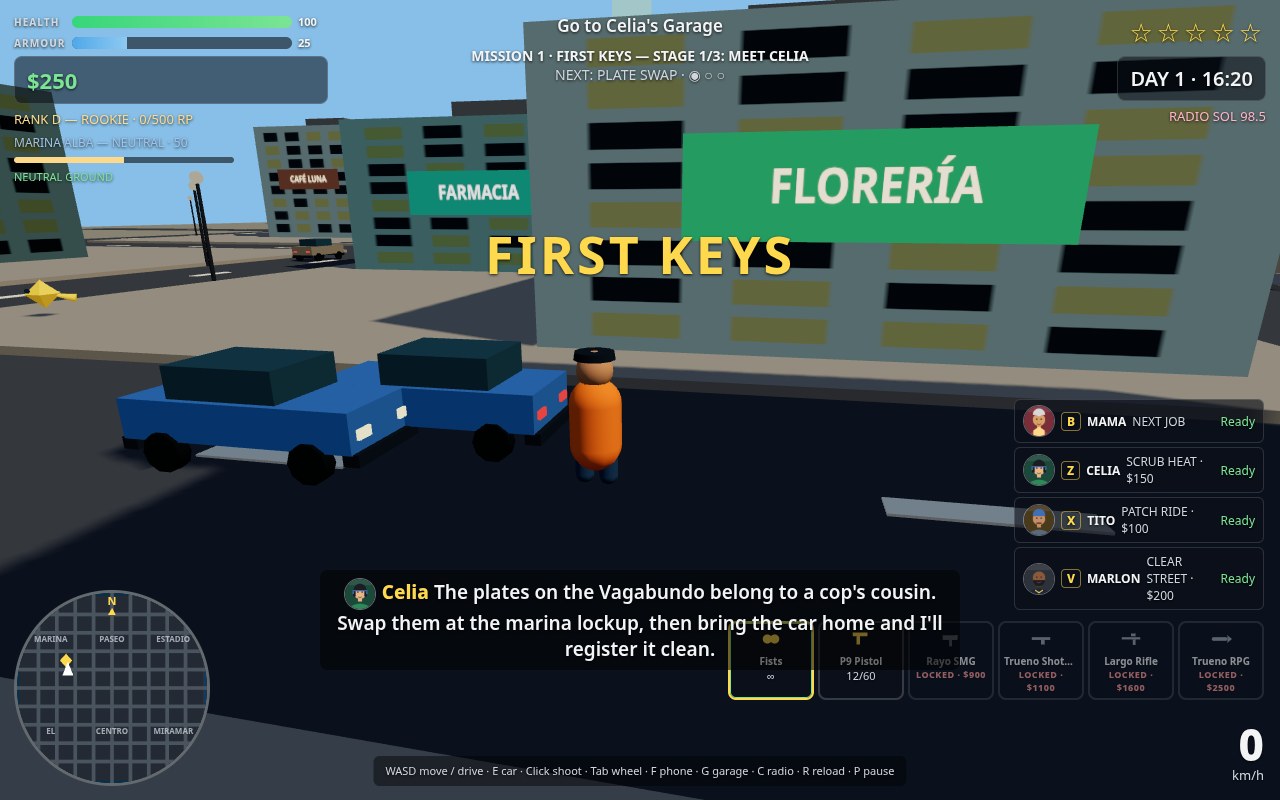 HEALTH 100
ARMOUR 25
$250
RANK D — ROOKIE · 0/500 RP
MARINA ALBA — NEUTRAL · 50
NEUTRAL GROUND
Go to Celia's Garage
MISSION 1 · FIRST KEYS — STAGE 1/3: MEET CELIA
NEXT: PLATE SWAP · ◉ ○ ○
☆☆☆☆☆
DAY 1 · 16:20
RADIO SOL 98.5
CAFÉ LUNA
FARMACIA
FLORERÍA
FIRST KEYS
B MAMA NEXT JOB Ready
Z CELIA SCRUB HEAT ·
$150 Ready
X TITO PATCH RIDE ·
$100 Ready
V MARLON CLEAR
STREET ·
$200 Ready
Celia The plates on the Vagabundo belong to a cop's cousin.
Swap them at the marina lockup, then bring the car home and I'll
register it clean.
Fists
∞
P9 Pistol
12/60
Rayo SMG
LOCKED · $900
Trueno Shot...
LOCKED ·
$1100
Largo Rifle
LOCKED ·
$1600
Trueno RPG
LOCKED ·
$2500
N
MARINA PASEO ESTADIO
EL CENTRO MIRAMAR
WASD move / drive · E car · Click shoot · Tab wheel · F phone · G garage · C radio · R reload · P pause
0
km/h